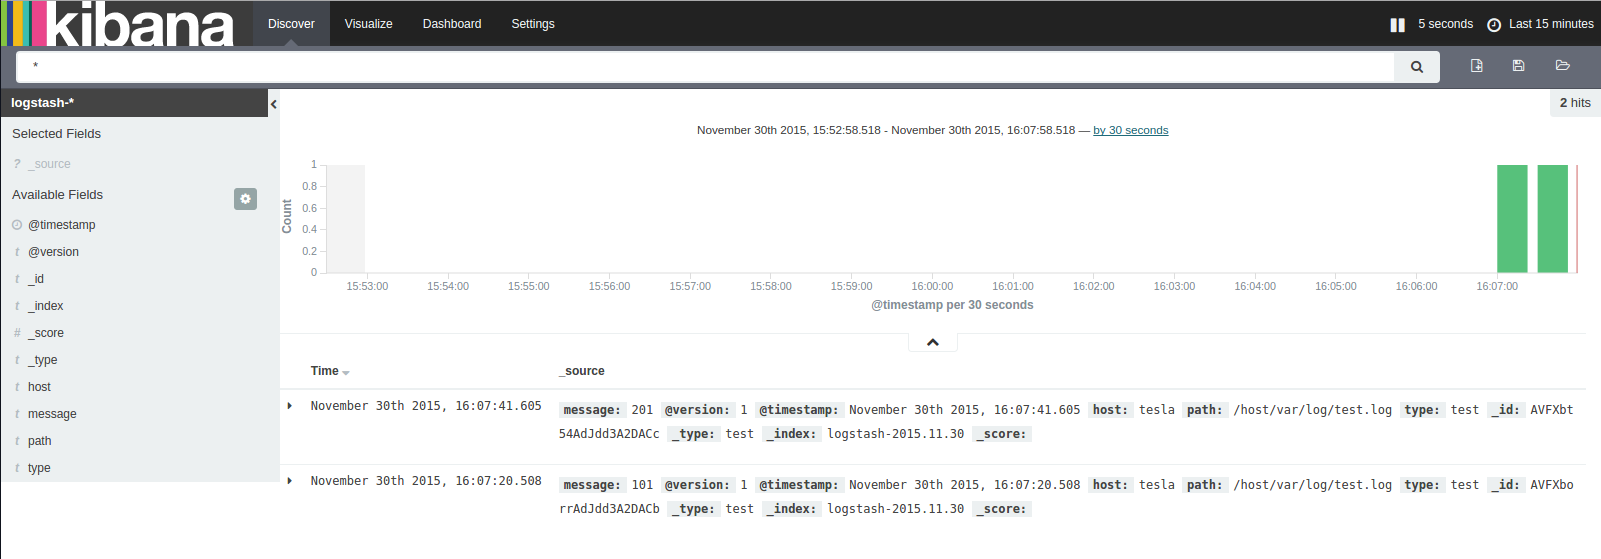 kibana Discover Visualize Dashboard Settings 5 seconds Last 15 minutes
*
logstash-*
2 hits
Selected Fields
? _source
Available Fields
@timestamp
t @version
t _id
t _index
# _score
t _type
t host
t message
t path
t type
November 30th 2015, 15:52:58.518 - November 30th 2015, 16:07:58.518 — by 30 seconds
Count
1
0.8
0.6
0.4
0.2
0
15:53:00 15:54:00 15:55:00 15:56:00 15:57:00 15:58:00 15:59:00 16:00:00 16:01:00 16:02:00 16:03:00 16:04:00 16:05:00 16:06:00 16:07:00
@timestamp per 30 seconds
Time _source
November 30th 2015, 16:07:41.605 message: 201 @version: 1 @timestamp: November 30th 2015, 16:07:41.605 host: tesla path: /host/var/log/test.log type: test _id: AVFXbt
54AdJdd3A2DACc _type: test _index: logstash-2015.11.30 _score:
November 30th 2015, 16:07:20.508 message: 101 @version: 1 @timestamp: November 30th 2015, 16:07:20.508 host: tesla path: /host/var/log/test.log type: test _id: AVFXbo
rrAdJdd3A2DACb _type: test _index: logstash-2015.11.30 _score: